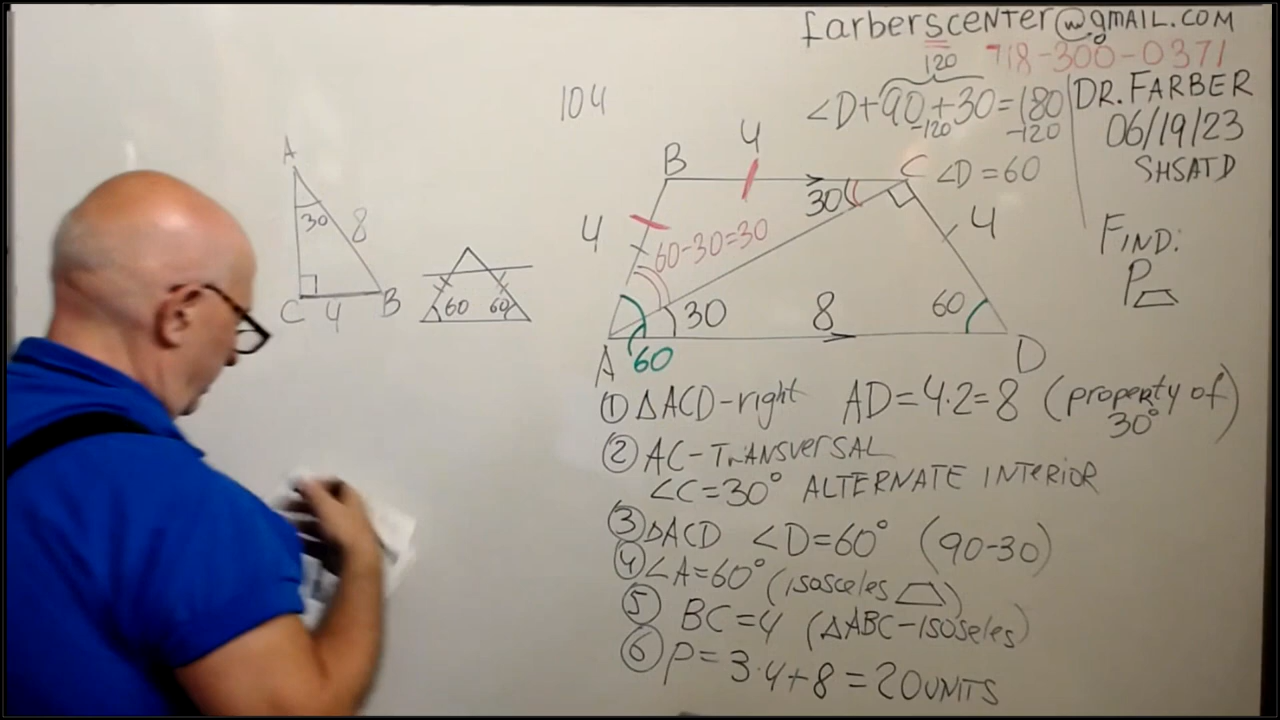 farberscenter@gmail.com
718-300-0371
120
104
∠D+90+30=180
-120 -120
∠D=60
DR. FARBER
06/19/23
SHSATD
FIND:
P
A
30
8
C 4 B
60 60
B 4 C
4
60-30=30
30
4
30 8 60
A 60 D
① ΔACD-right AD=4·2=8 (property of 30°)
② AC-TRANSVERSAL
∠C=30° ALTERNATE INTERIOR
③ ΔACD ∠D=60° (90-30)
④ ∠A=60° (isosceles )
⑤ BC=4 (ΔABC-isoseles)
⑥ P=3·4+8=20 UNITS